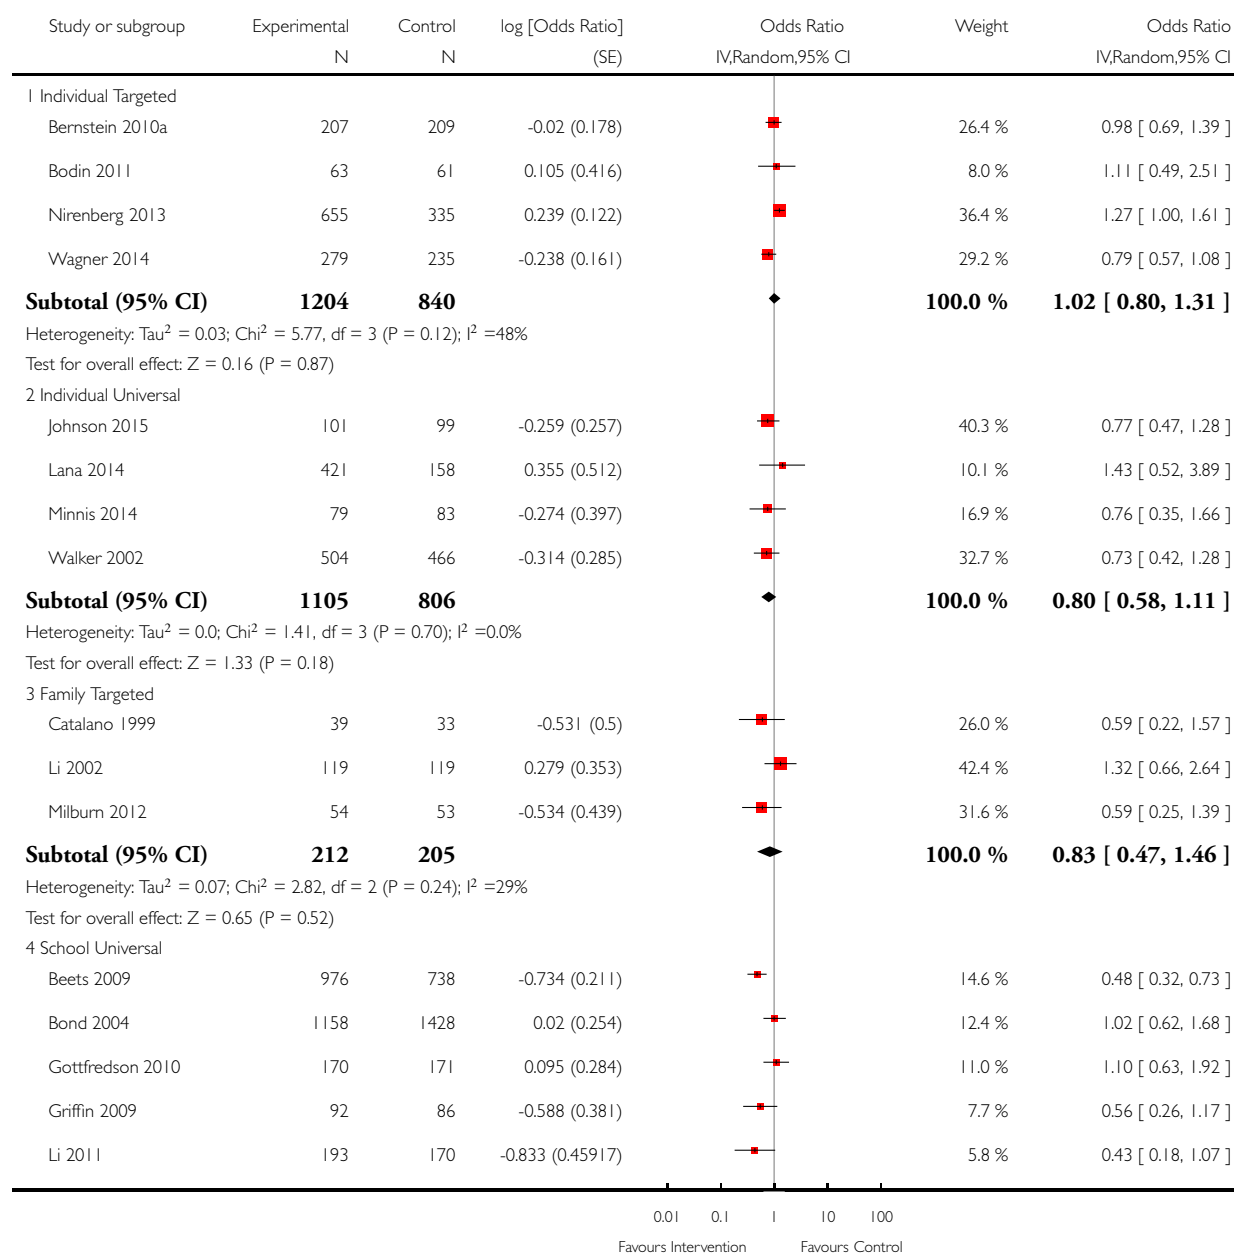 Study or subgroup Experimental Control log [Odds Ratio] Odds Ratio Weight Odds Ratio
N N (SE) IV,Random,95% CI IV,Random,95% CI
1 Individual Targeted
Bernstein 2010a 207 209 -0.02 (0.178) 26.4 % 0.98 [ 0.69, 1.39 ]
Bodin 2011 63 61 0.105 (0.416) 8.0 % 1.11 [ 0.49, 2.51 ]
Nirenberg 2013 655 335 0.239 (0.122) 36.4 % 1.27 [ 1.00, 1.61 ]
Wagner 2014 279 235 -0.238 (0.161) 29.2 % 0.79 [ 0.57, 1.08 ]
Subtotal (95% CI) 1204 840 100.0 % 1.02 [ 0.80, 1.31 ]
Heterogeneity: Tau² = 0.03; Chi² = 5.77, df = 3 (P = 0.12); I² =48%
Test for overall effect: Z = 0.16 (P = 0.87)
2 Individual Universal
Johnson 2015 101 99 -0.259 (0.257) 40.3 % 0.77 [ 0.47, 1.28 ]
Lana 2014 421 158 0.355 (0.512) 10.1 % 1.43 [ 0.52, 3.89 ]
Minnis 2014 79 83 -0.274 (0.397) 16.9 % 0.76 [ 0.35, 1.66 ]
Walker 2002 504 466 -0.314 (0.285) 32.7 % 0.73 [ 0.42, 1.28 ]
Subtotal (95% CI) 1105 806 100.0 % 0.80 [ 0.58, 1.11 ]
Heterogeneity: Tau² = 0.0; Chi² = 1.41, df = 3 (P = 0.70); I² =0.0%
Test for overall effect: Z = 1.33 (P = 0.18)
3 Family Targeted
Catalano 1999 39 33 -0.531 (0.5) 26.0 % 0.59 [ 0.22, 1.57 ]
Li 2002 119 119 0.279 (0.353) 42.4 % 1.32 [ 0.66, 2.64 ]
Milburn 2012 54 53 -0.534 (0.439) 31.6 % 0.59 [ 0.25, 1.39 ]
Subtotal (95% CI) 212 205 100.0 % 0.83 [ 0.47, 1.46 ]
Heterogeneity: Tau² = 0.07; Chi² = 2.82, df = 2 (P = 0.24); I² =29%
Test for overall effect: Z = 0.65 (P = 0.52)
4 School Universal
Beets 2009 976 738 -0.734 (0.211) 14.6 % 0.48 [ 0.32, 0.73 ]
Bond 2004 1158 1428 0.02 (0.254) 12.4 % 1.02 [ 0.62, 1.68 ]
Gottfredson 2010 170 171 0.095 (0.284) 11.0 % 1.10 [ 0.63, 1.92 ]
Griffin 2009 92 86 -0.588 (0.381) 7.7 % 0.56 [ 0.26, 1.17 ]
Li 2011 193 170 -0.833 (0.45917) 5.8 % 0.43 [ 0.18, 1.07 ]
0.01 0.1 1 10 100
Favours Intervention Favours Control